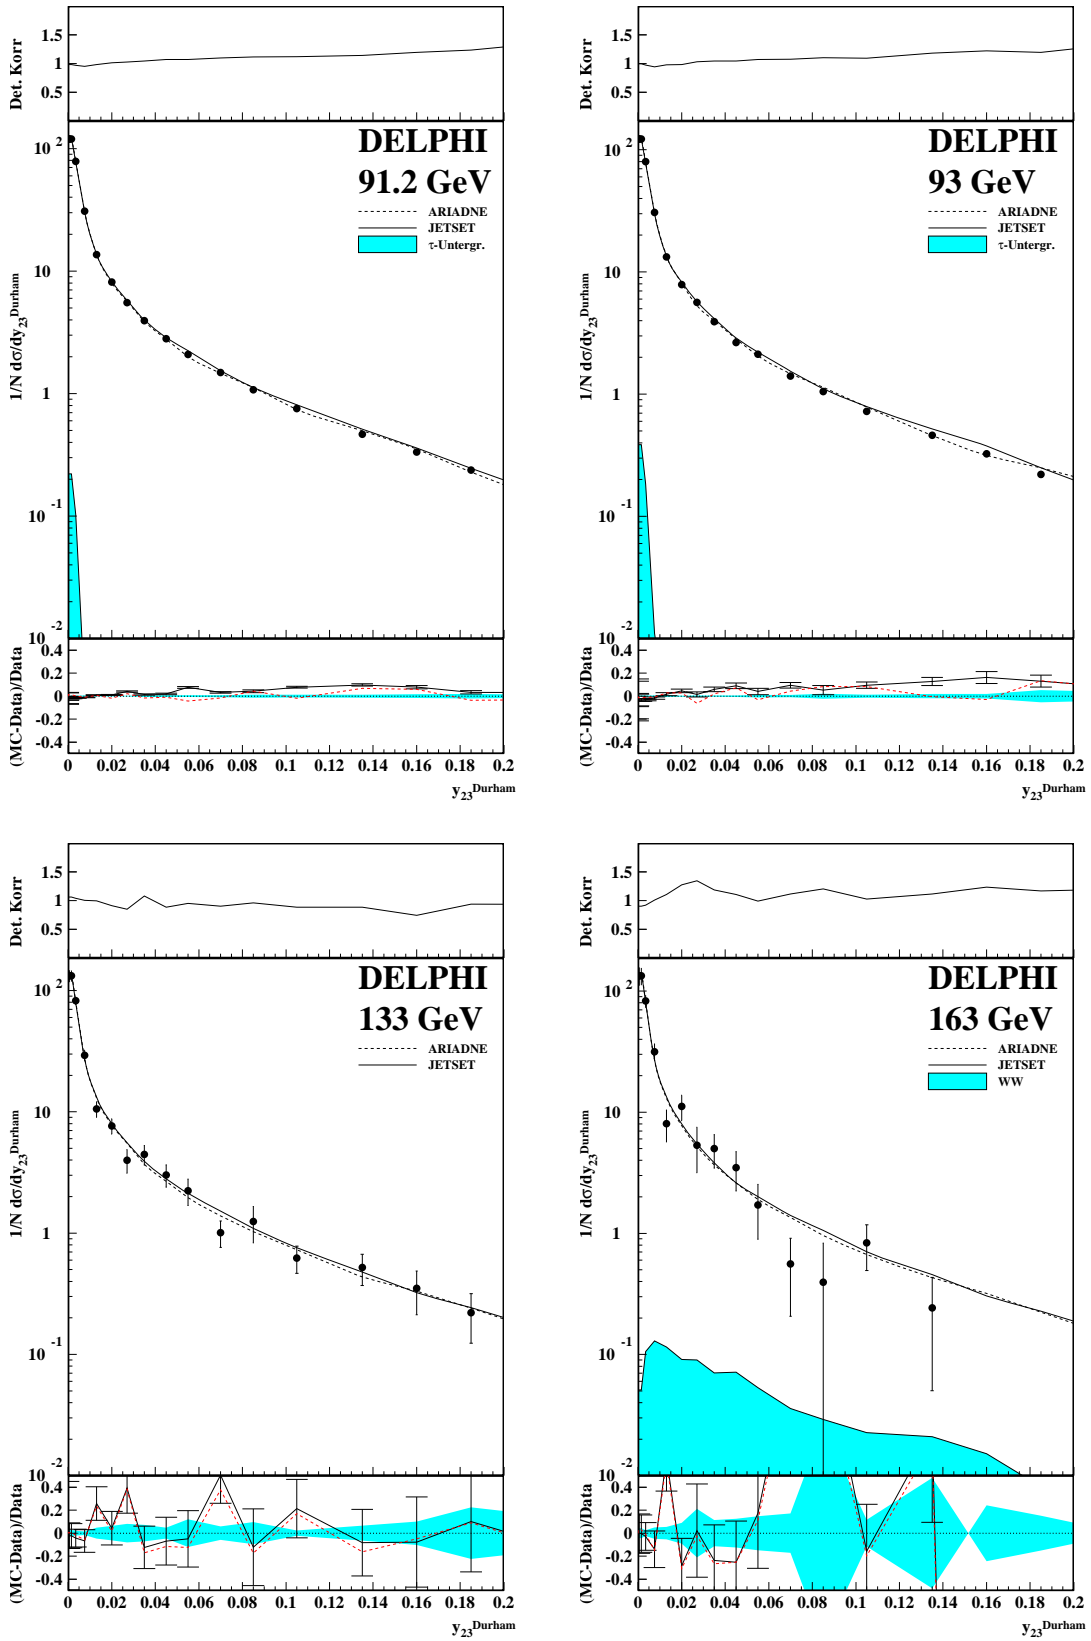 Det. Korr
1.5
1
0.5
DELPHI
91.2 GeV
ARIADNE
JETSET
τ-Untergr.
1/N dσ/dy₂₃ᴰᵘʳʰᵃᵐ
10 ²
10
1
10 ⁻¹
10 ⁻²
(MC-Data)/Data
0.4
0.2
0
-0.2
-0.4
0 0.02 0.04 0.06 0.08 0.1 0.12 0.14 0.16 0.18 0.2
y₂₃ᴰᵘʳʰᵃᵐ
Det. Korr
1.5
1
0.5
DELPHI
93 GeV
ARIADNE
JETSET
τ-Untergr.
1/N dσ/dy₂₃ᴰᵘʳʰᵃᵐ
10 ²
10
1
10 ⁻¹
10 ⁻²
(MC-Data)/Data
0.4
0.2
0
-0.2
-0.4
0 0.02 0.04 0.06 0.08 0.1 0.12 0.14 0.16 0.18 0.2
y₂₃ᴰᵘʳʰᵃᵐ
Det. Korr
1.5
1
0.5
DELPHI
133 GeV
ARIADNE
JETSET
1/N dσ/dy₂₃ᴰᵘʳʰᵃᵐ
10 ²
10
1
10 ⁻¹
10 ⁻²
(MC-Data)/Data
0.4
0.2
0
-0.2
-0.4
0 0.02 0.04 0.06 0.08 0.1 0.12 0.14 0.16 0.18 0.2
y₂₃ᴰᵘʳʰᵃᵐ
Det. Korr
1.5
1
0.5
DELPHI
163 GeV
ARIADNE
JETSET
WW
1/N dσ/dy₂₃ᴰᵘʳʰᵃᵐ
10 ²
10
1
10 ⁻¹
10 ⁻²
(MC-Data)/Data
0.4
0.2
0
-0.2
-0.4
0 0.02 0.04 0.06 0.08 0.1 0.12 0.14 0.16 0.18 0.2
y₂₃ᴰᵘʳʰᵃᵐ